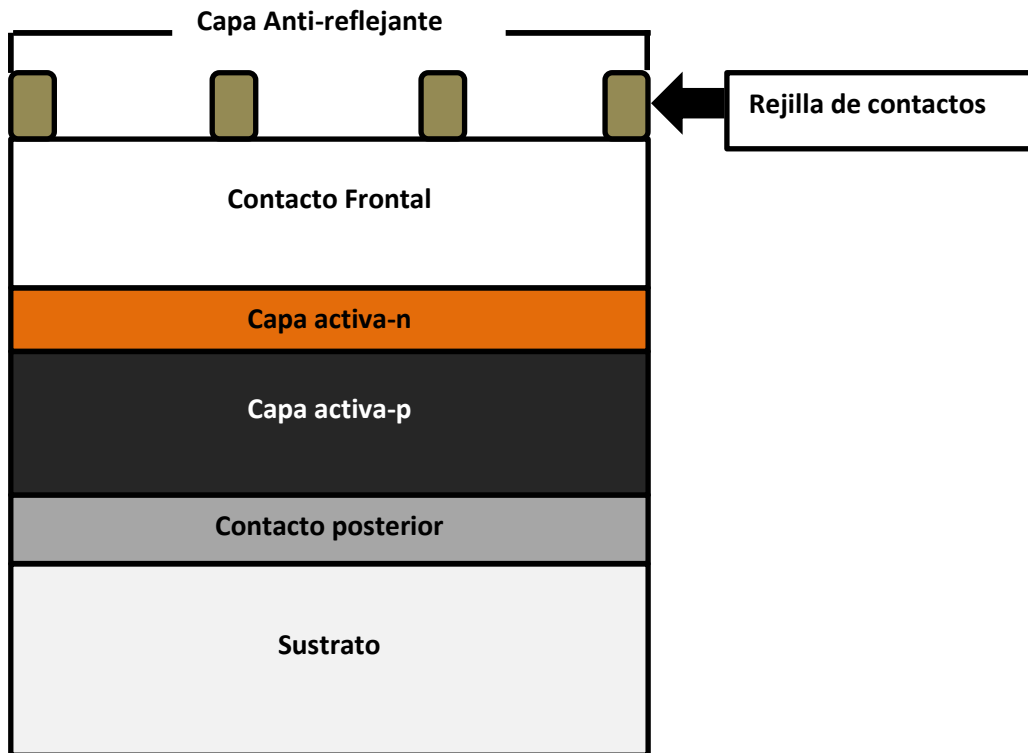 Capa Anti-reflejante
Rejilla de contactos
Contacto Frontal
Capa activa-n
Capa activa-p
Contacto posterior
Sustrato